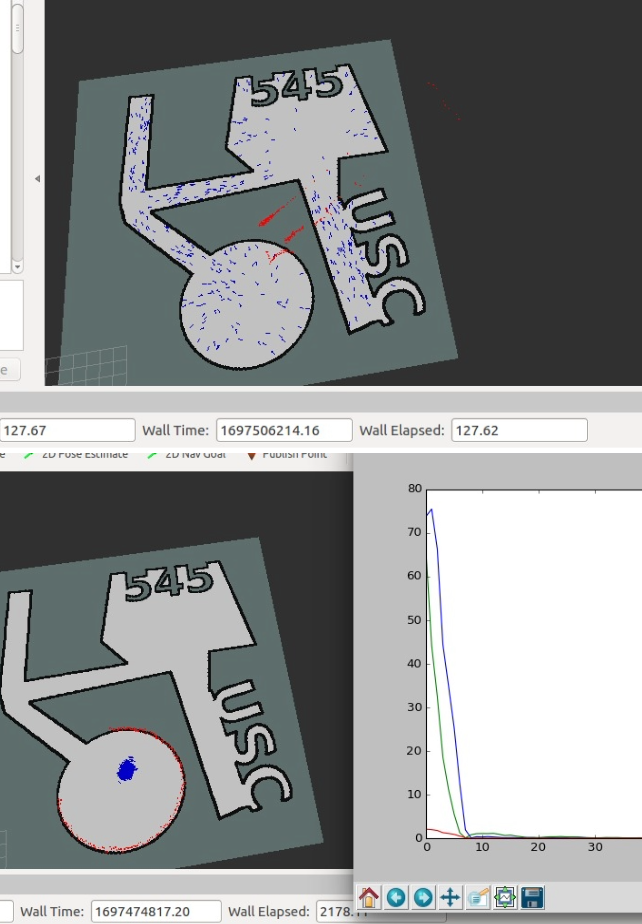 545
USC
e
127.67 Wall Time: 1697506214.16 Wall Elapsed: 127.62
e 2D Pose Estimate 2D Nav Goal Publish Point
545
USC
80
70
60
50
40
30
20
10
0
0 10 20 30
Wall Time: 1697474817.20 Wall Elapsed: 2178.11